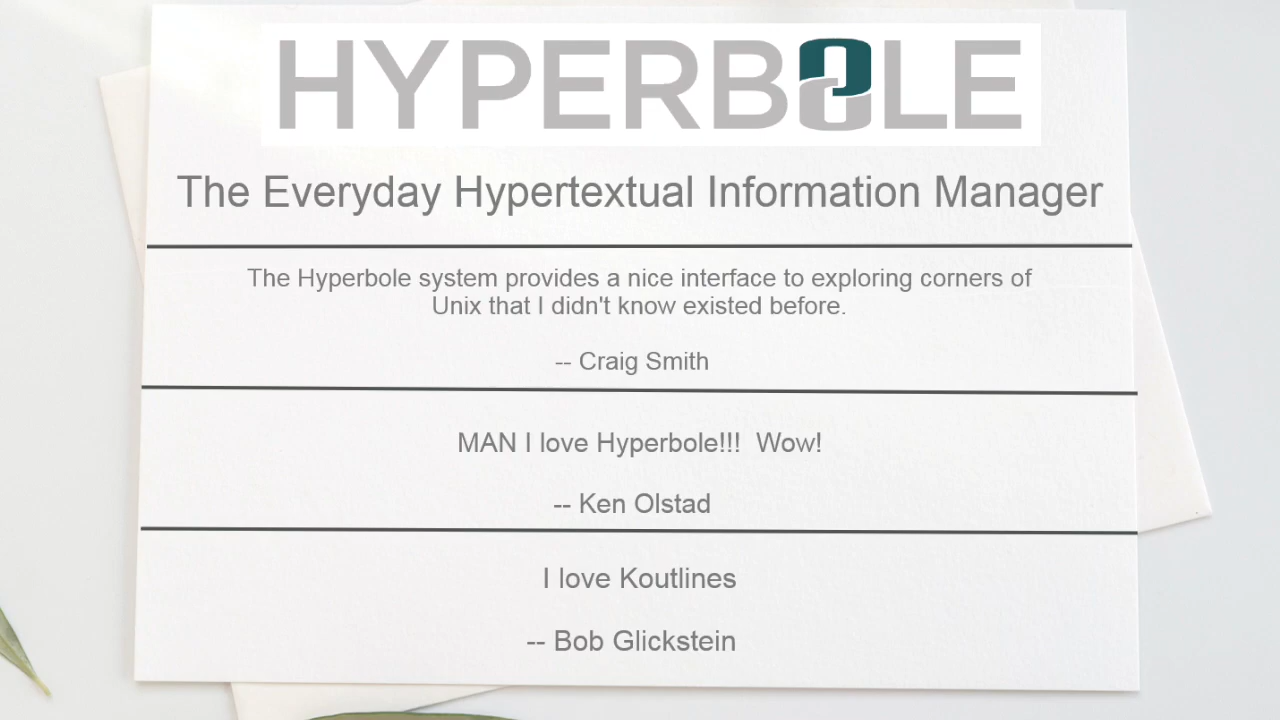 HYPERBOLE
The Everyday Hypertextual Information Manager
The Hyperbole system provides a nice interface to exploring corners of
Unix that I didn't know existed before.
-- Craig Smith
MAN I love Hyperbole!!!  Wow!
-- Ken Olstad
I love Koutlines
-- Bob Glickstein